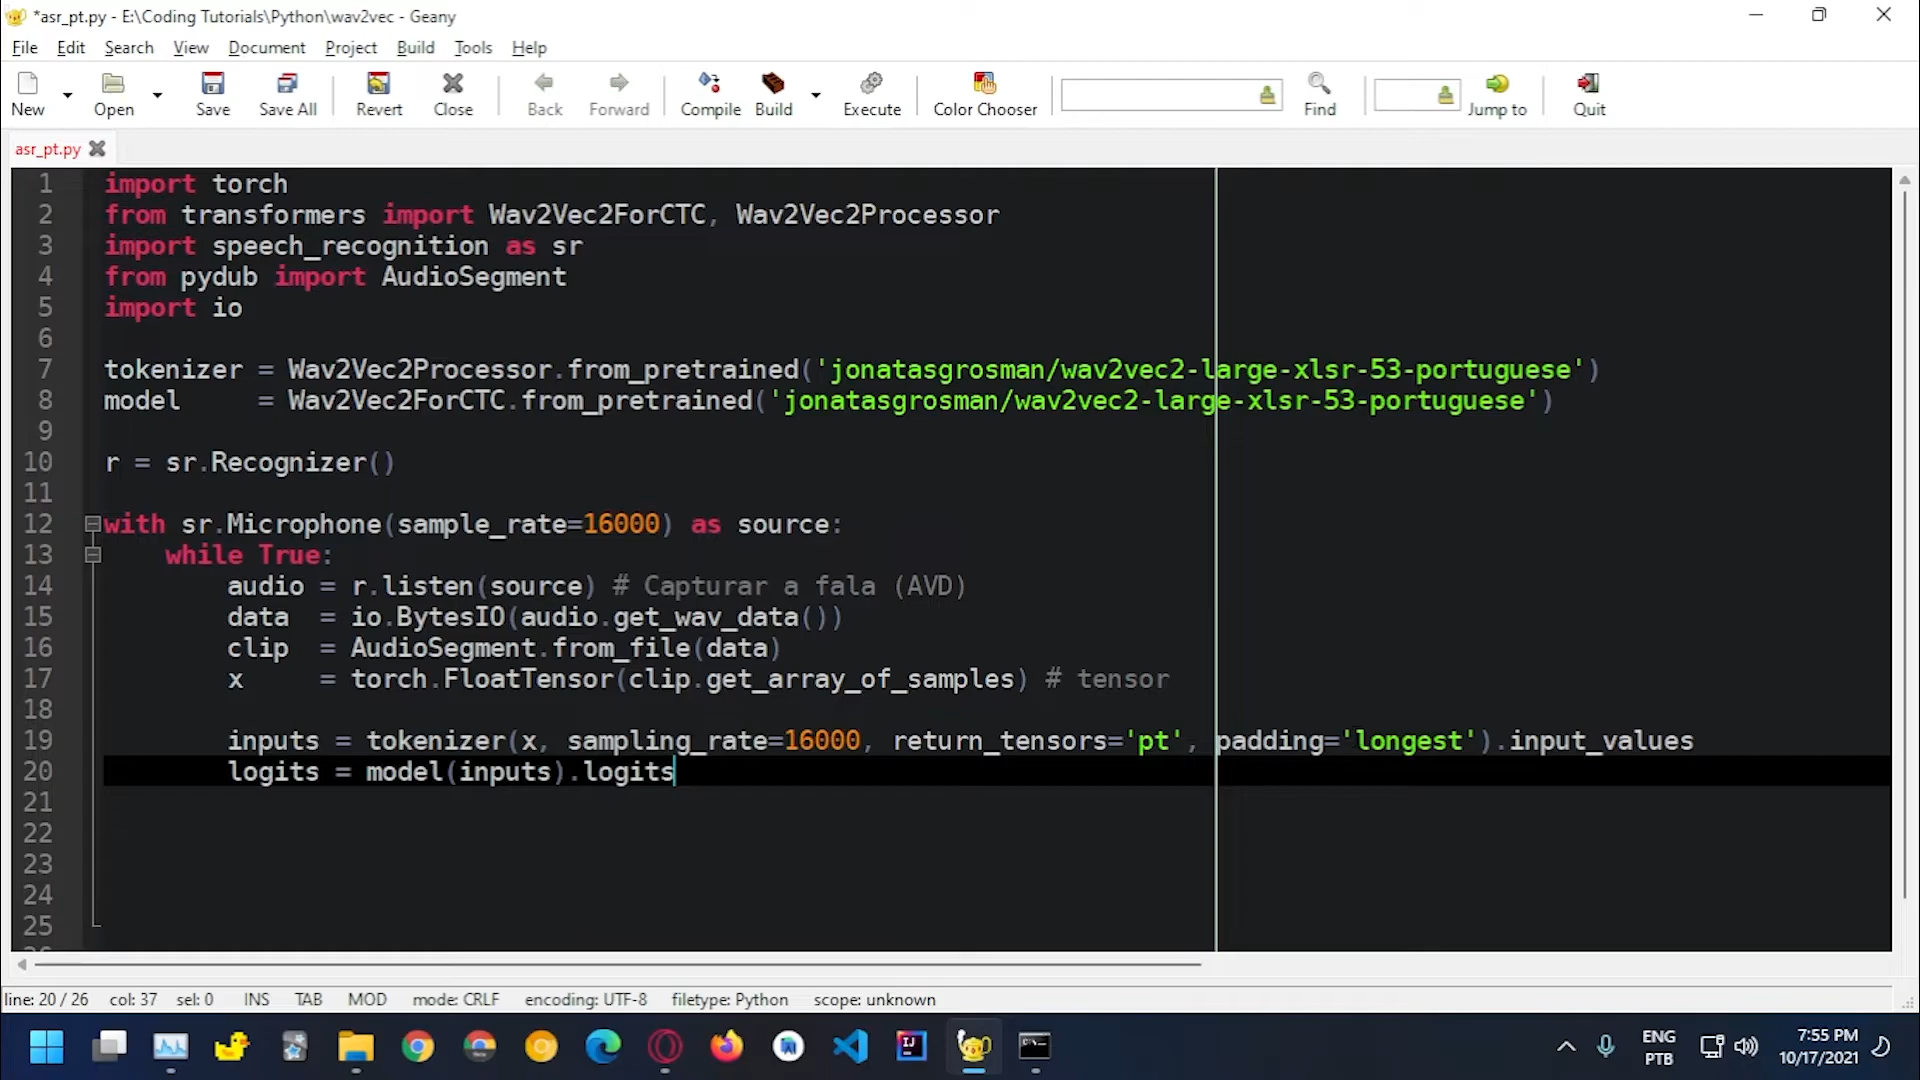 *asr_pt.py - E:\Coding Tutorials\Python\wav2vec - Geany
File Edit Search View Document Project Build Tools Help
New Open Save Save All Revert Close Back Forward Compile Build Execute Color Chooser Find Jump to Quit
asr_pt.py
1 import torch
2 from transformers import Wav2Vec2ForCTC, Wav2Vec2Processor
3 import speech_recognition as sr
4 from pydub import AudioSegment
5 import io
6
7 tokenizer = Wav2Vec2Processor.from_pretrained('jonatasgrosman/wav2vec2-large-xlsr-53-portuguese')
8 model     = Wav2Vec2ForCTC.from_pretrained('jonatasgrosman/wav2vec2-large-xlsr-53-portuguese')
9
10 r = sr.Recognizer()
11
12 with sr.Microphone(sample_rate=16000) as source:
13     while True:
14         audio = r.listen(source) # Capturar a fala (AVD)
15         data  = io.BytesIO(audio.get_wav_data())
16         clip  = AudioSegment.from_file(data)
17         x     = torch.FloatTensor(clip.get_array_of_samples) # tensor
18
19         inputs = tokenizer(x, sampling_rate=16000, return_tensors='pt', padding='longest').input_values
20         logits = model(inputs).logits
21
22
23
24
25
line: 20 / 26 col: 37 sel: 0 INS TAB MOD mode: CRLF encoding: UTF-8 filetype: Python scope: unknown
ENG 7:55 PM
PTB 10/17/2021